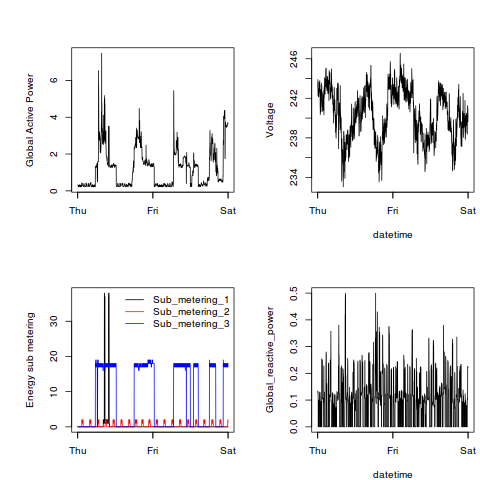 Global Active Power
0 2 4 6
Thu Fri Sat
Voltage
234 238 242 246
Thu Fri Sat
datetime
Energy sub metering
0 10 20 30
Sub_metering_1
Sub_metering_2
Sub_metering_3
Thu Fri Sat
Global_reactive_power
0.0 0.1 0.2 0.3 0.4 0.5
Thu Fri Sat
datetime